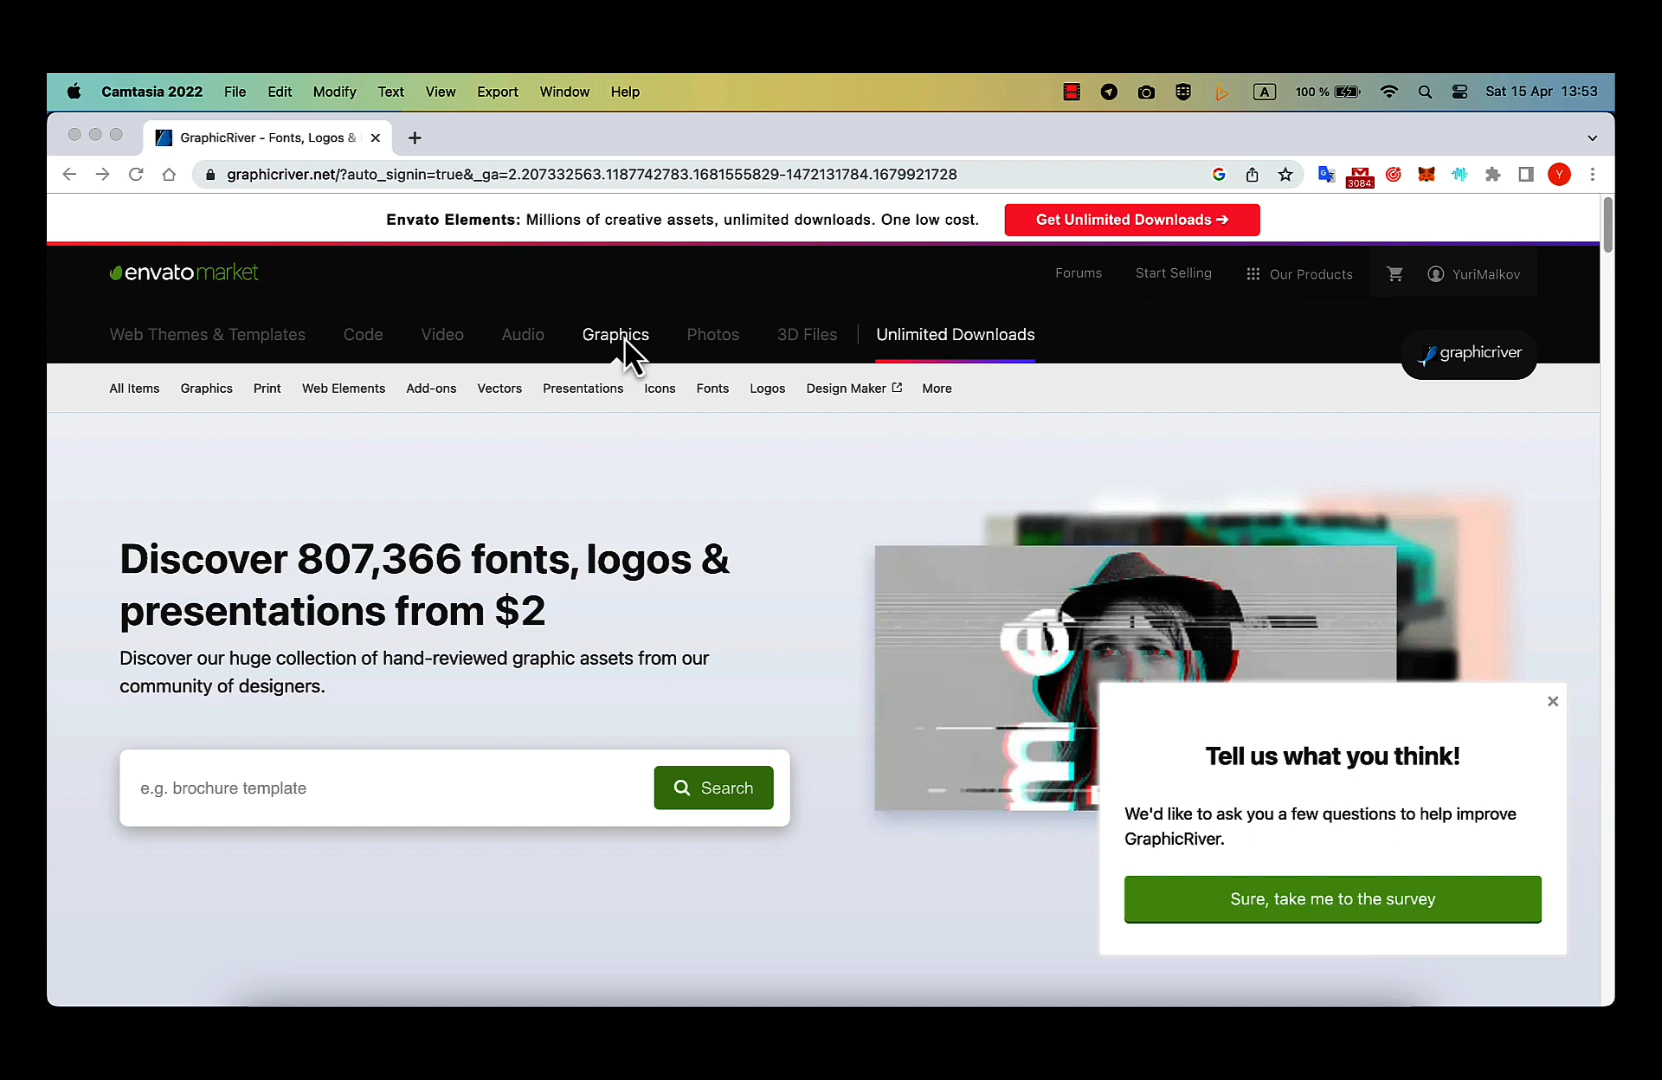 Camtasia 2022 File Edit Modify Text View Export Window Help A 100 % Sat 15 Apr 13:53
GraphicRiver - Fonts, Logos &
graphicriver.net/?auto_signin=true&_ga=2.207332563.1187742783.1681555829-1472131784.1679921728 G 3084 Y
Envato Elements: Millions of creative assets, unlimited downloads. One low cost. Get Unlimited Downloads →
envatomarket Forums Start Selling Our Products YuriMalkov
Web Themes & Templates Code Video Audio Graphics Photos 3D Files Unlimited Downloads
graphicriver
All Items Graphics Print Web Elements Add-ons Vectors Presentations Icons Fonts Logos Design Maker More
Discover 807,366 fonts, logos &
presentations from $2
Discover our huge collection of hand-reviewed graphic assets from our
community of designers.
e.g. brochure template Search
Tell us what you think!
We'd like to ask you a few questions to help improve
GraphicRiver.
Sure, take me to the survey